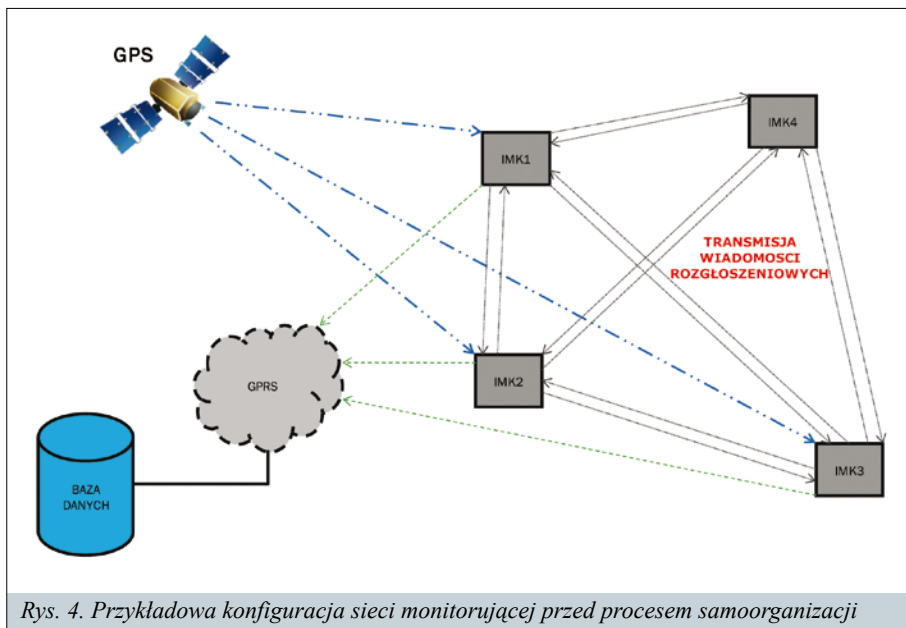 GPS
IMK4
IMK1
TRANSMISJA
WIADOMOŚCI
ROZGŁOSZENIOWYCH
IMK2
GPRS
IMK3
BAZA
DANYCH
Rys. 4. Przykładowa konfiguracja sieci monitorującej przed procesem samoorganizacji